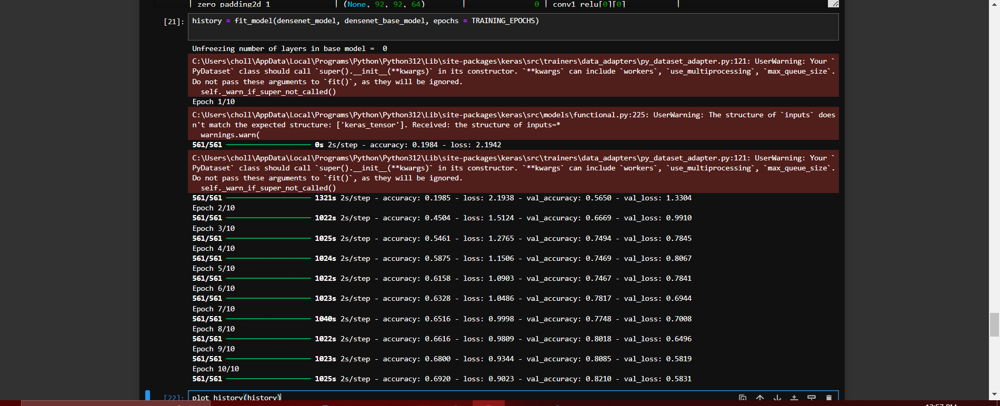 zero_padding2d_1 | (None, 92, 92, 64) | 0 | conv1_relu[0][0] |
[21]: history = fit_model(densenet_model, densenet_base_model, epochs = TRAINING_EPOCHS)
Unfreezing number of layers in base model =  0
C:\Users\choll\AppData\Local\Programs\Python\Python312\Lib\site-packages\keras\src\trainers\data_adapters\py_dataset_adapter.py:121: UserWarning: Your `
PyDataset` class should call `super().__init__(**kwargs)` in its constructor. `**kwargs` can include `workers`, `use_multiprocessing`, `max_queue_size`.
Do not pass these arguments to `fit()`, as they will be ignored.
self._warn_if_super_not_called()
Epoch 1/10
C:\Users\choll\AppData\Local\Programs\Python\Python312\Lib\site-packages\keras\src\models\functional.py:225: UserWarning: The structure of `inputs` does
n't match the expected structure: ['keras_tensor']. Received: the structure of inputs=*
warnings.warn(
561/561 0s 2s/step - accuracy: 0.1984 - loss: 2.1942
C:\Users\choll\AppData\Local\Programs\Python\Python312\Lib\site-packages\keras\src\trainers\data_adapters\py_dataset_adapter.py:121: UserWarning: Your `
PyDataset` class should call `super().__init__(**kwargs)` in its constructor. `**kwargs` can include `workers`, `use_multiprocessing`, `max_queue_size`.
Do not pass these arguments to `fit()`, as they will be ignored.
self._warn_if_super_not_called()
561/561 1321s 2s/step - accuracy: 0.1985 - loss: 2.1938 - val_accuracy: 0.5650 - val_loss: 1.3304
Epoch 2/10
561/561 1022s 2s/step - accuracy: 0.4504 - loss: 1.5124 - val_accuracy: 0.6669 - val_loss: 0.9910
Epoch 3/10
561/561 1025s 2s/step - accuracy: 0.5461 - loss: 1.2765 - val_accuracy: 0.7494 - val_loss: 0.7845
Epoch 4/10
561/561 1024s 2s/step - accuracy: 0.5875 - loss: 1.1506 - val_accuracy: 0.7469 - val_loss: 0.8067
Epoch 5/10
561/561 1022s 2s/step - accuracy: 0.6158 - loss: 1.0903 - val_accuracy: 0.7467 - val_loss: 0.7841
Epoch 6/10
561/561 1023s 2s/step - accuracy: 0.6328 - loss: 1.0486 - val_accuracy: 0.7817 - val_loss: 0.6944
Epoch 7/10
561/561 1040s 2s/step - accuracy: 0.6516 - loss: 0.9998 - val_accuracy: 0.7748 - val_loss: 0.7008
Epoch 8/10
561/561 1022s 2s/step - accuracy: 0.6616 - loss: 0.9809 - val_accuracy: 0.8018 - val_loss: 0.6496
Epoch 9/10
561/561 1023s 2s/step - accuracy: 0.6800 - loss: 0.9344 - val_accuracy: 0.8085 - val_loss: 0.5819
Epoch 10/10
561/561 1025s 2s/step - accuracy: 0.6920 - loss: 0.9023 - val_accuracy: 0.8210 - val_loss: 0.5831
[22]: plot_history(history)